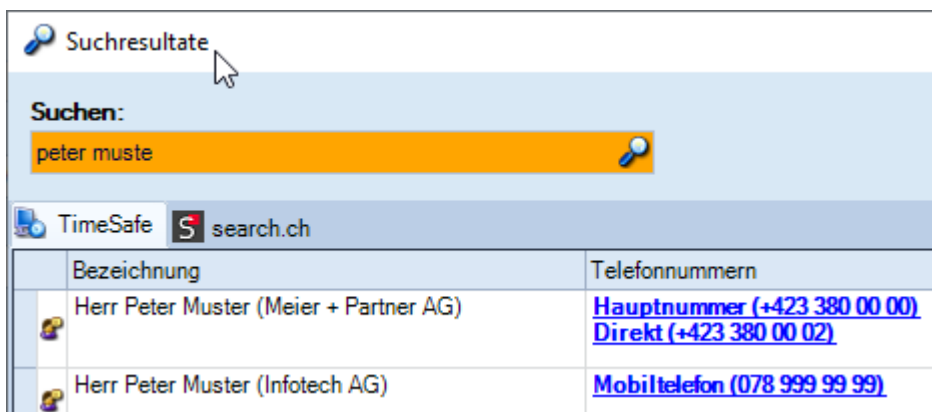 Suchresultate
Suchen:
peter muste
TimeSafe S search.ch
Bezeichnung Telefonnummern
Herr Peter Muster (Meier + Partner AG) Hauptnummer (+423 380 00 00)
Direkt (+423 380 00 02)
Herr Peter Muster (Infotech AG) Mobiltelefon (078 999 99 99)